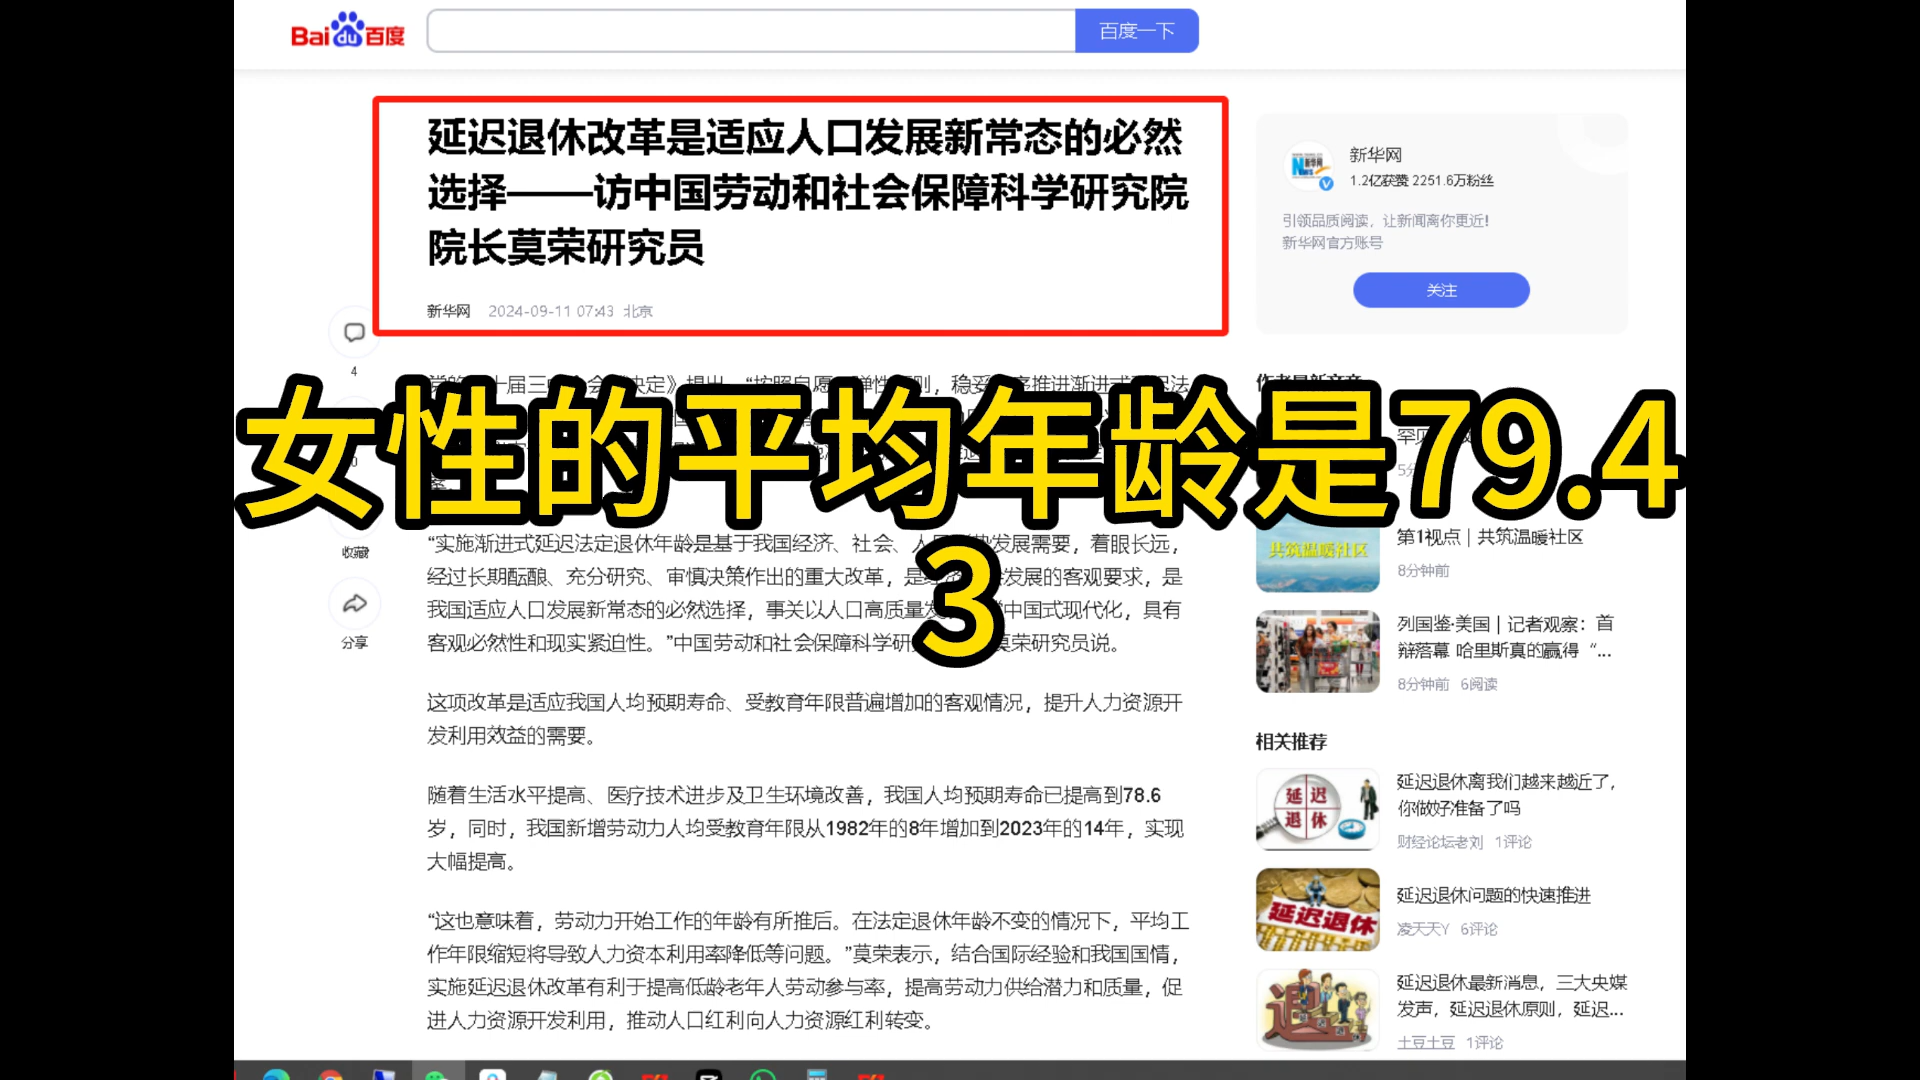 Bai du 百度
百度一下
延迟退休改革是适应人口发展新常态的必然
选择——访中国劳动和社会保障科学研究院
院长莫荣研究员
新华网 2024-09-11 07:43 北京
新华网
1.2亿获赞 2251.6万粉丝
引领品质阅读，让新闻离你更近!
新华网官方账号
关注
4
收藏
分享
女性的平均年龄是79.4
3
“实施渐进式延迟法定退休年龄是基于我国经济、社会、人口 发展需要，着眼长远，
经过长期酝酿、充分研究、审慎决策作出的重大改革，是 发展的客观要求，是
我国适应人口发展新常态的必然选择，事关以人口高质量发 中国式现代化，具有
客观必然性和现实紧迫性。”中国劳动和社会保障科学研 莫荣研究员说。
这项改革是适应我国人均预期寿命、受教育年限普遍增加的客观情况，提升人力资源开
发利用效益的需要。
随着生活水平提高、医疗技术进步及卫生环境改善，我国人均预期寿命已提高到78.6
岁，同时，我国新增劳动力人均受教育年限从1982年的8年增加到2023年的14年，实现
大幅提高。
“这也意味着，劳动力开始工作的年龄有所推后。在法定退休年龄不变的情况下，平均工
作年限缩短将导致人力资本利用率降低等问题。”莫荣表示，结合国际经验和我国国情，
实施延迟退休改革有利于提高低龄老年人劳动参与率，提高劳动力供给潜力和质量，促
进人力资源开发利用，推动人口红利向人力资源红利转变。
作者最新文章
共筑温暖社区
第1视点 | 共筑温暖社区
8分钟前
列国鉴·美国 | 记者观察：首
辩落幕 哈里斯真的赢得“...
8分钟前 6阅读
相关推荐
延迟退休
延迟退休离我们越来越近了，
你做好准备了吗
财经论坛老刘 1评论
延迟退休
延迟退休问题的快速推进
凌天天Y 6评论
退
延迟退休最新消息，三大央媒
发声，延迟退休原则，延迟...
土豆土豆 1评论